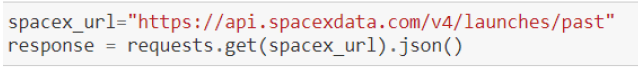 spacex_url="https://api.spacexdata.com/v4/launches/past"
response = requests.get(spacex_url).json()